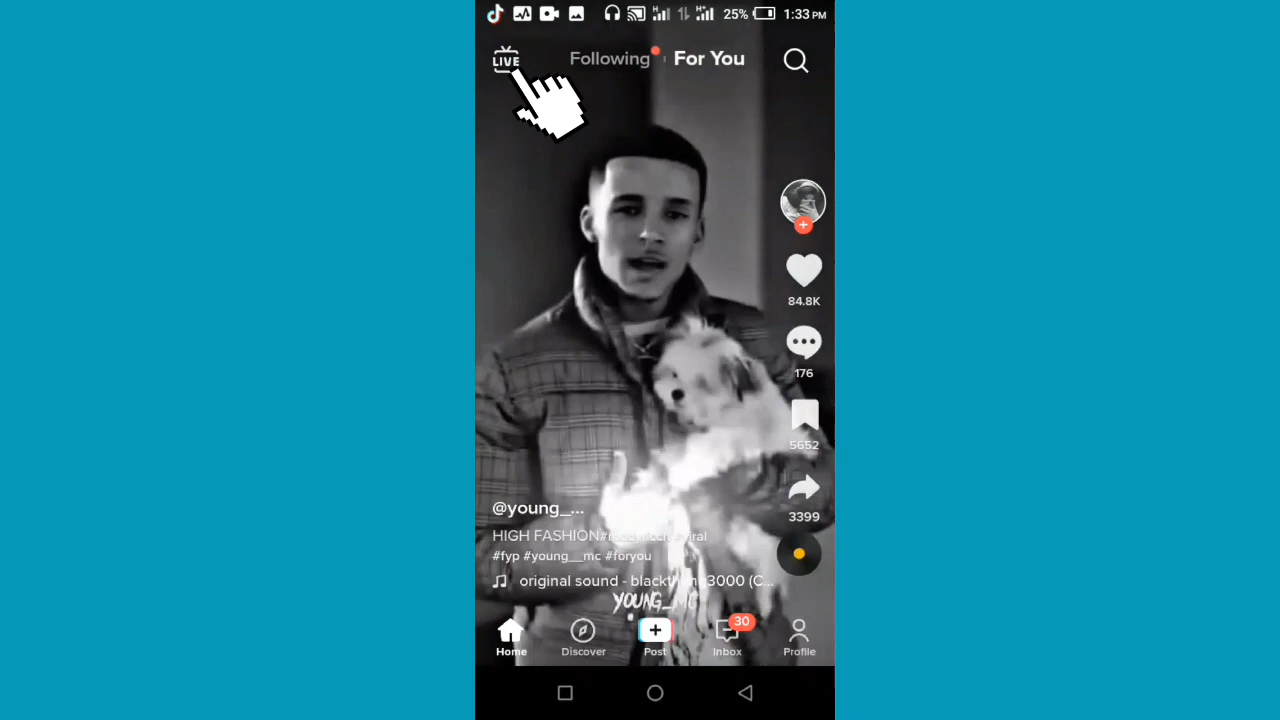 25% 1:33 PM
LIVE Following For You
84.8K
176
5652
3399
@young_...
HIGH FASHION
#fyp #young__mc #foryou
original sound - 3000 (C...
YOUNG_MC
30
Home Discover Post Inbox Profile